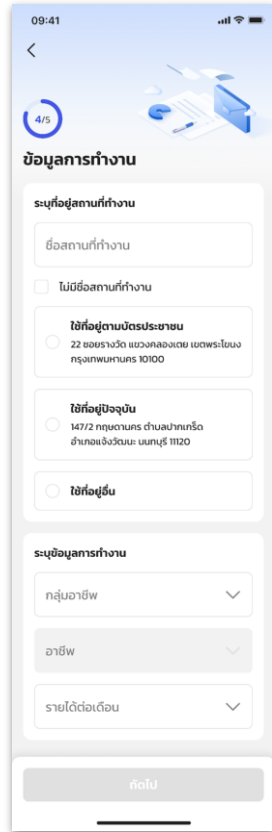 09:41
4/5
ข้อมูลการทำงาน
ระบุที่อยู่สถานที่ทำงาน
ชื่อสถานที่ทำงาน
ไม่มีชื่อสถานที่ทำงาน
ใช้ที่อยู่ตามบัตรประชาชน
22 ซอยรางวัด แขวงคลองเตย เขตพระโขนง
กรุงเทพมหานคร 10100
ใช้ที่อยู่ปัจจุบัน
147/2 กฤษดานคร ตำบลปากเกร็ด
อำเภอแจ้งวัฒนะ นนทบุรี 11120
ใช้ที่อยู่อื่น
ระบุข้อมูลการทำงาน
กลุ่มอาชีพ
อาชีพ
รายได้ต่อเดือน
ถัดไป